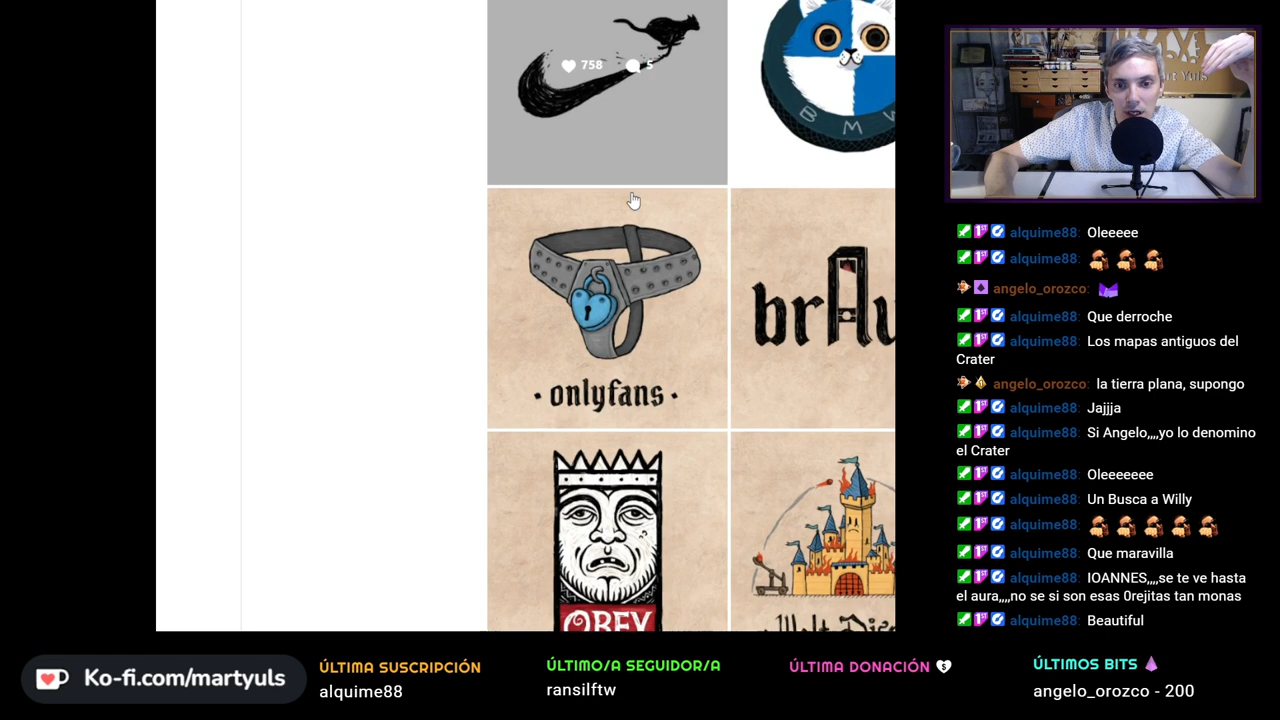 758
5
B M W
· onlyfans ·
brAu
OBEY
Walt Dis
alquime88: Oleeeee
alquime88:
angelo_orozco:
alquime88: Que derroche
alquime88: Los mapas antiguos del
Crater
angelo_orozco: la tierra plana, supongo
alquime88: Jajjja
alquime88: Si Angelo,,,,yo lo denomino
el Crater
alquime88: Oleeeeeee
alquime88: Un Busca a Willy
alquime88:
alquime88: Que maravilla
alquime88: IOANNES,,,,se te ve hasta
el aura,,,,no se si son esas 0rejitas tan monas
alquime88: Beautiful
Ko-fi.com/martyuls
ÚLTIMA SUSCRIPCIÓN
alquime88
ÚLTIMO/A SEGUIDOR/A
ransilftw
ÚLTIMA DONACIÓN
ÚLTIMOS BITS
angelo_orozco - 200